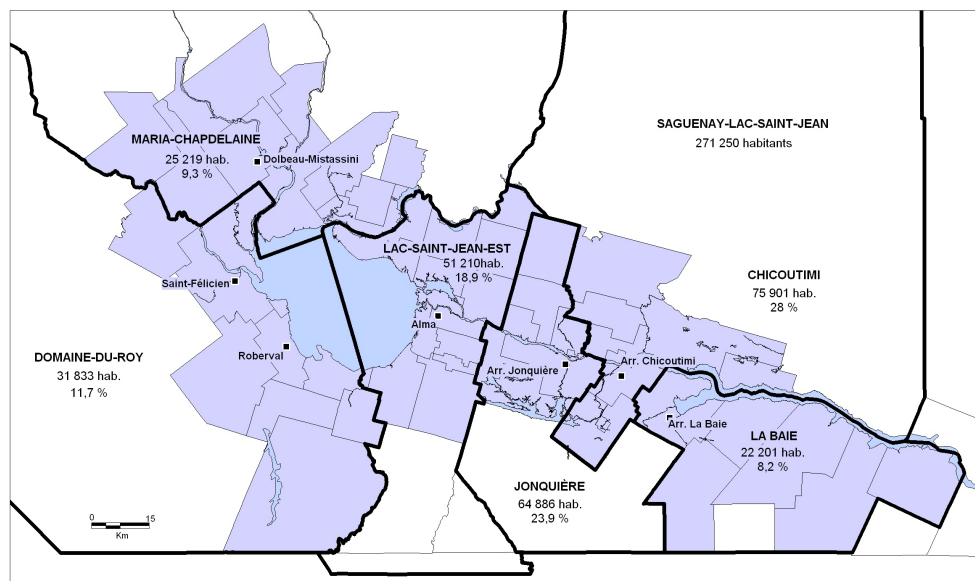 SAGUENAY-LAC-SAINT-JEAN
271 250 habitants
MARIA-CHAPDELAINE
25 219 hab.
9,3 %
Dolbeau-Mistassini
LAC-SAINT-JEAN-EST
51 210hab.
18,9 %
CHICOUTIMI
75 901 hab.
28 %
Saint-Félicien
Alma
DOMAINE-DU-ROY
31 833 hab.
11,7 %
Roberval
Arr. Jonquière
Arr. Chicoutimi
Arr. La Baie
LA BAIE
22 201 hab.
8,2 %
JONQUIÈRE
64 886 hab.
23,9 %
0 15
Km